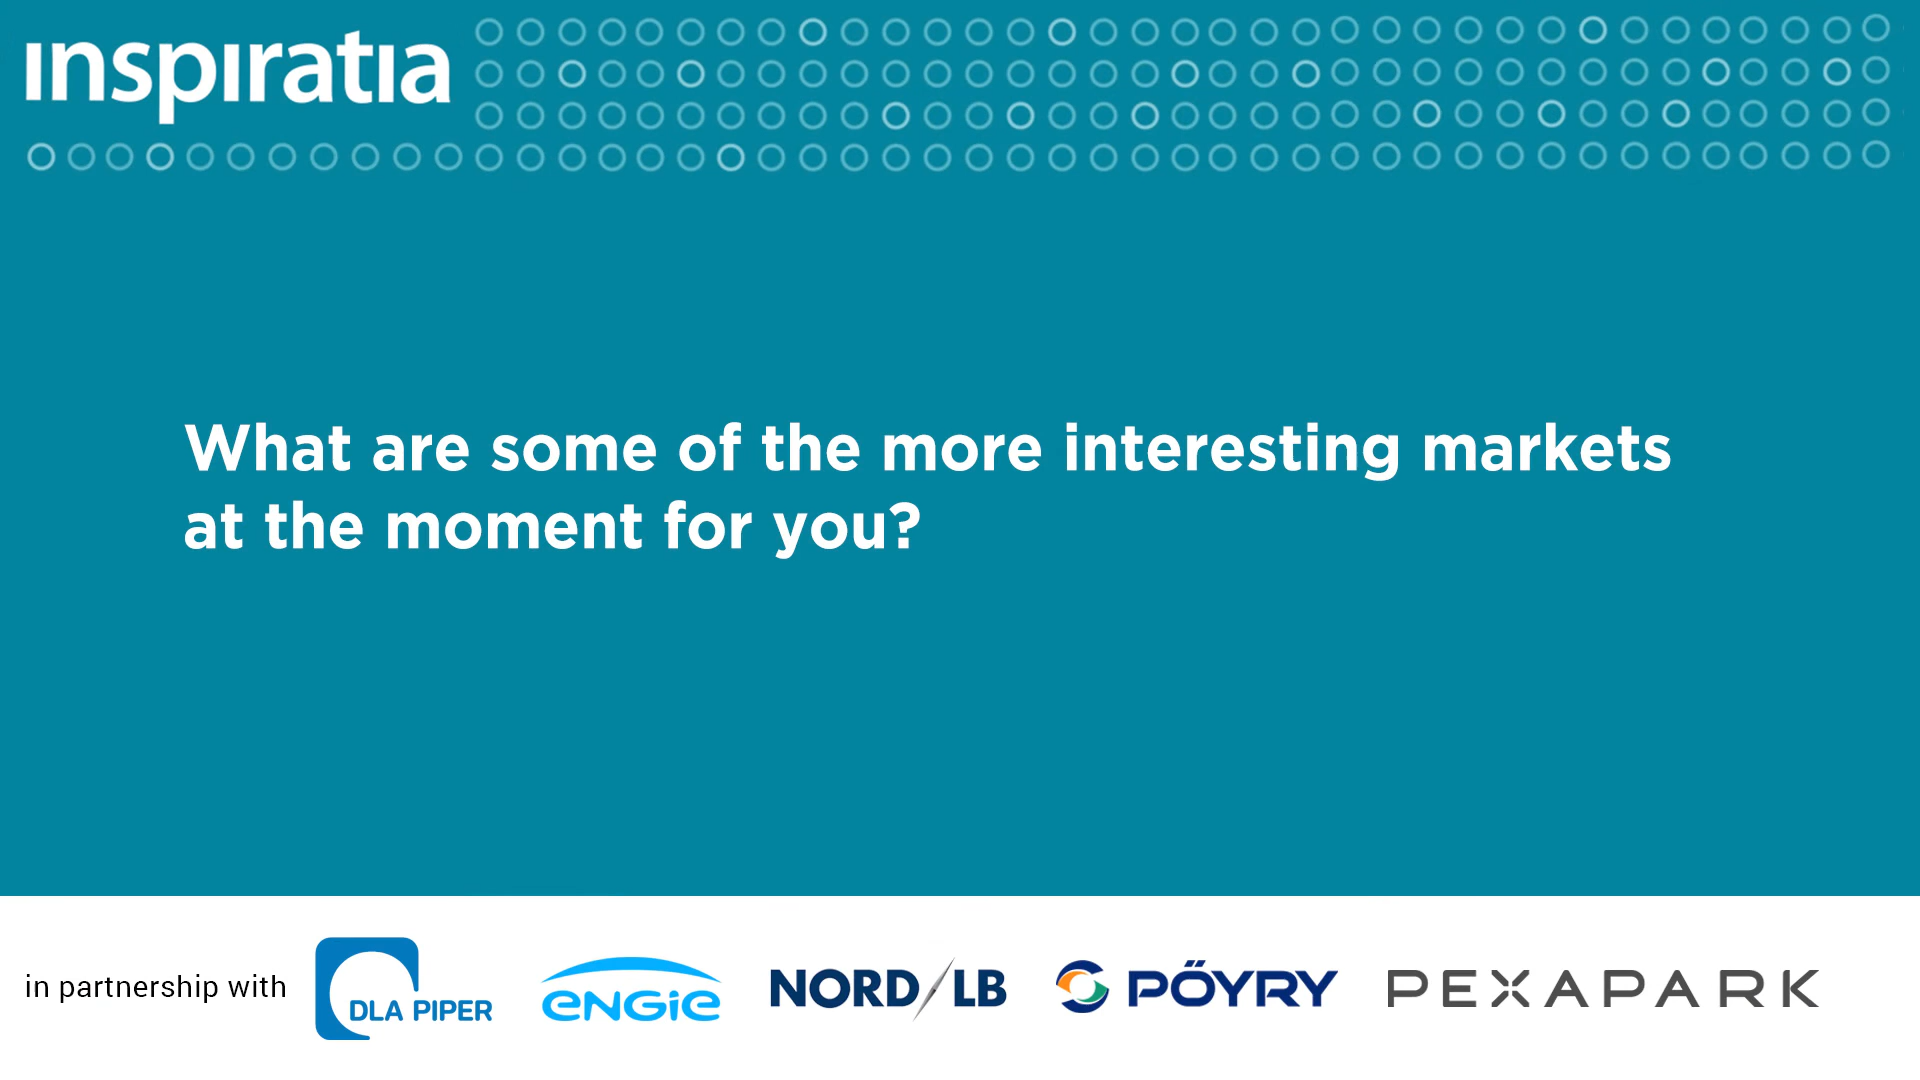 inspiratia
What are some of the more interesting markets
at the moment for you?
in partnership with
DLA PIPER
ENGIE
NORD/LB
PÖYRY
PEXAPARK